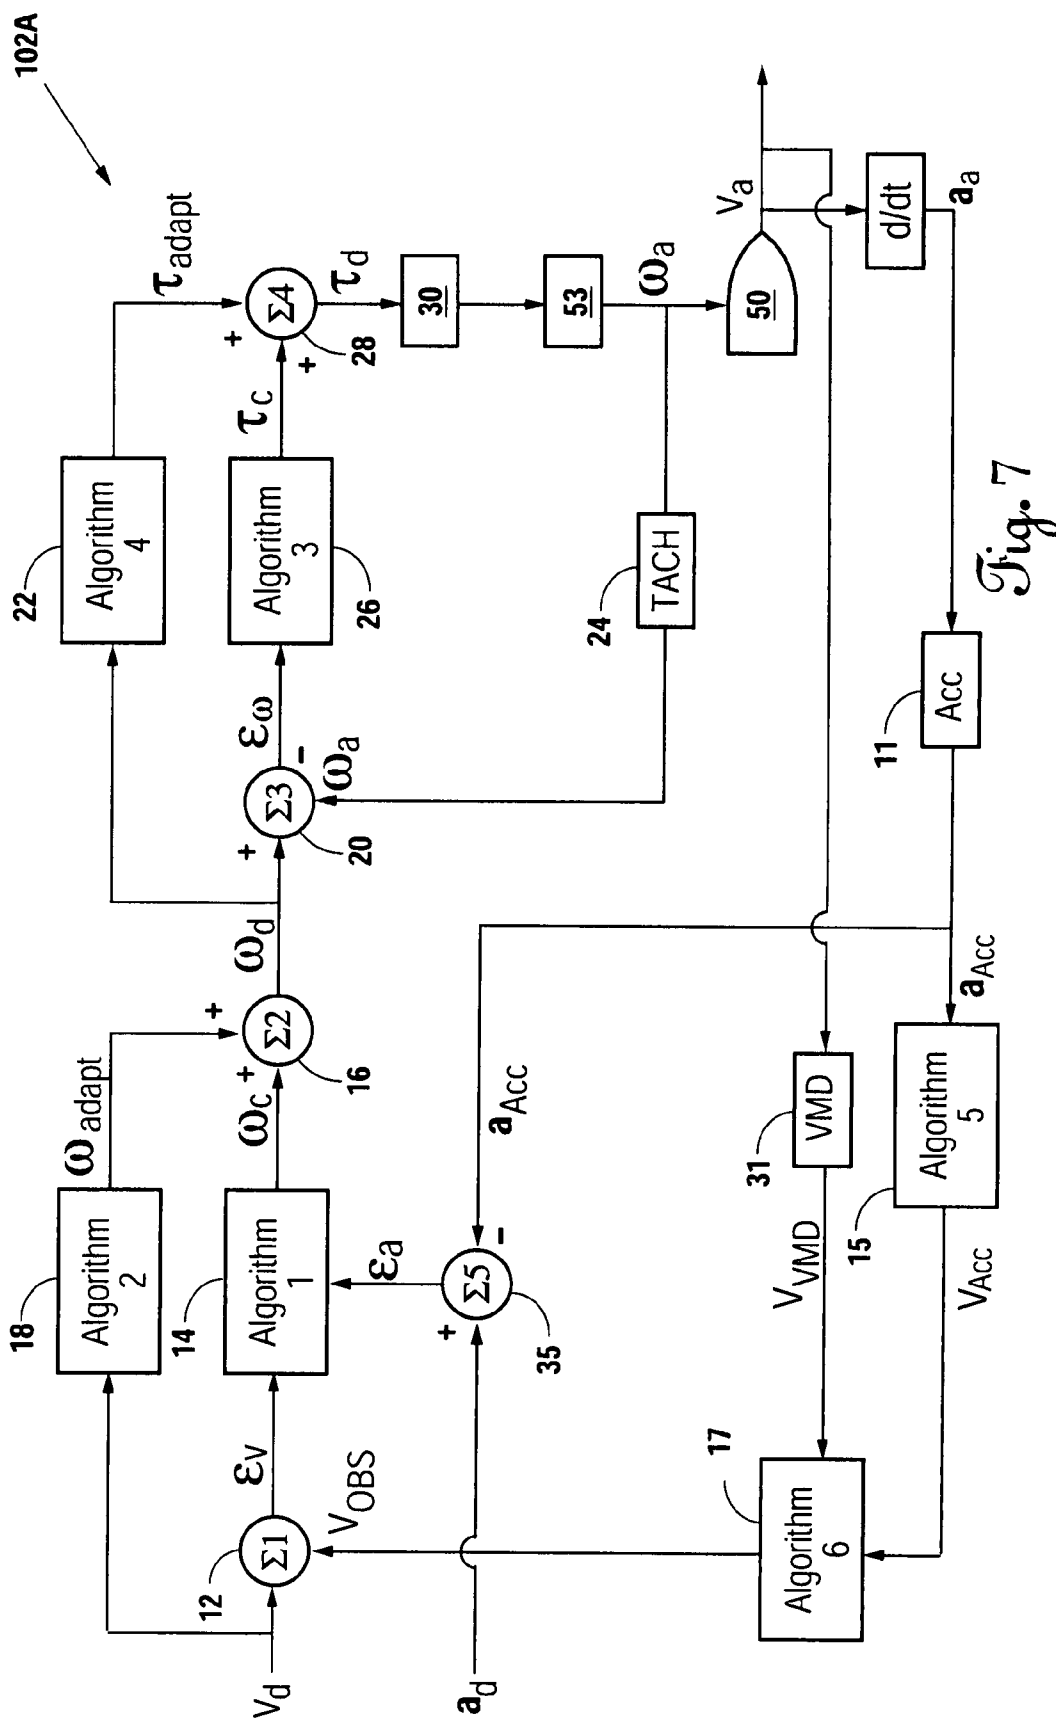 102A
22
Algorithm
4
τadapt
18
Algorithm
2
ωadapt
Vd
12
Σ1
εv
14
Algorithm
1
ωc
+
+
Σ2
16
ωd
+
Σ3
20
-
εω
Algorithm
3
26
τc
+
+
Σ4
28
τd
30
53
ωa
ωa
24
TACH
50
Va
d/dt
aa
VOBS
ad
+
Σ5
35
-
εa
aAcc
31
VMD
VVMD
17
Algorithm
6
11
Acc
aAcc
15
Algorithm
5
VAcc
Fig. 7